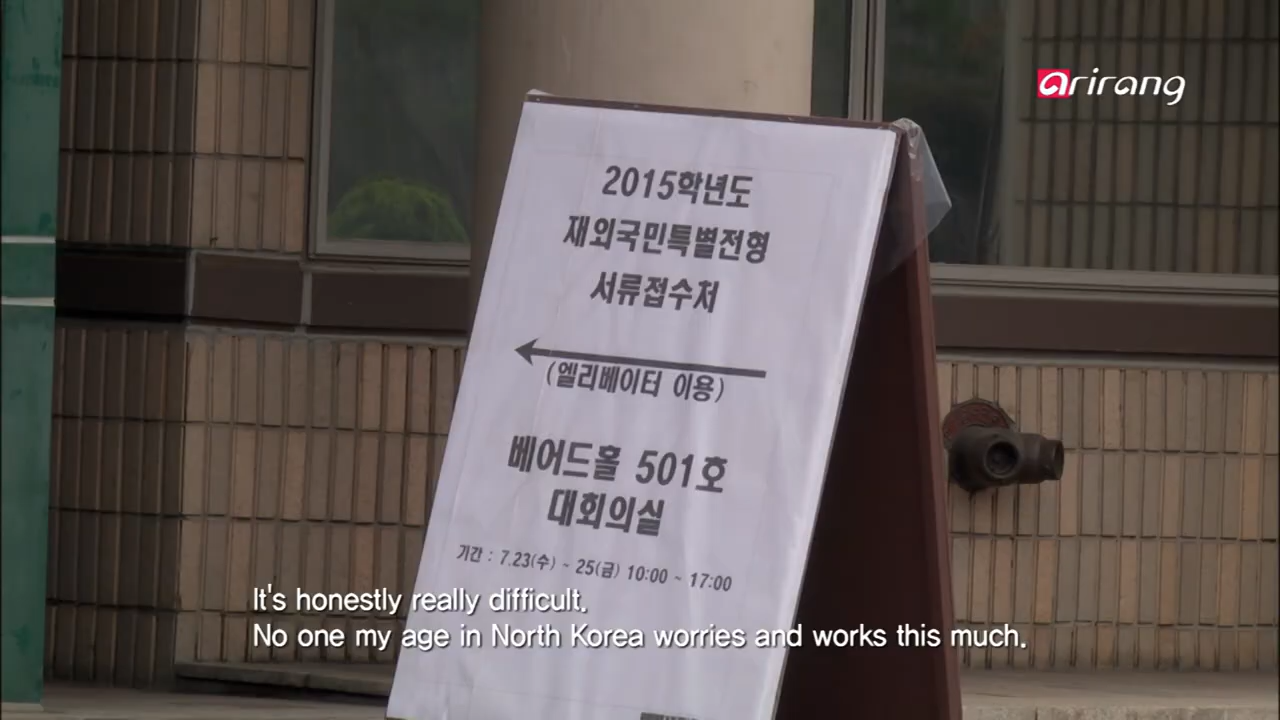 arirang
2015학년도
재외국민특별전형
서류접수처
(엘리베이터 이용)
베어드홀 501호
대회의실
기간 : 7.23(수) ~ 25(금) 10:00 ~ 17:00
It's honestly really difficult.
No one my age in North Korea worries and works this much.